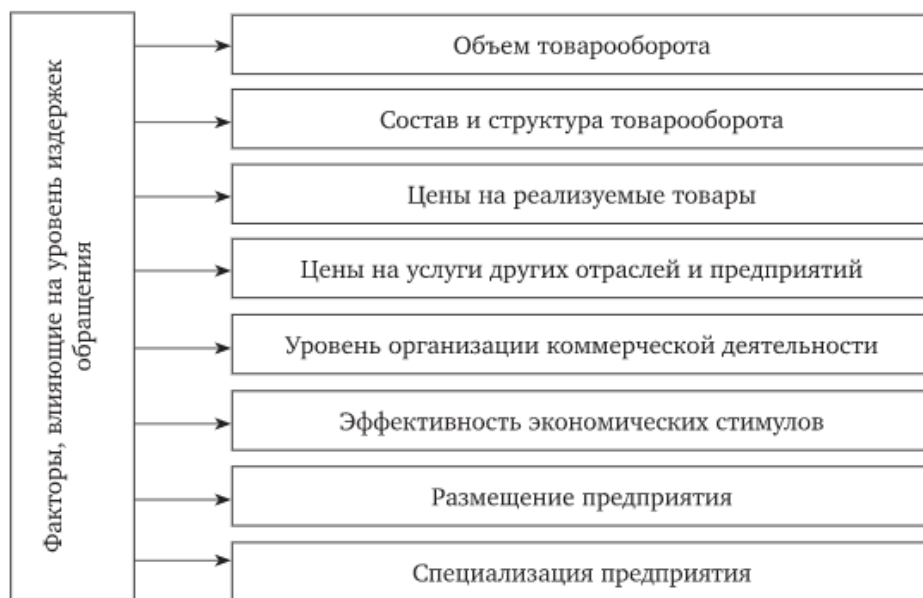 Факторы, влияющие на уровень издержек
обращения
Объем товарооборота
Состав и структура товарооборота
Цены на реализуемые товары
Цены на услуги других отраслей и предприятий
Уровень организации коммерческой деятельности
Эффективность экономических стимулов
Размещение предприятия
Специализация предприятия